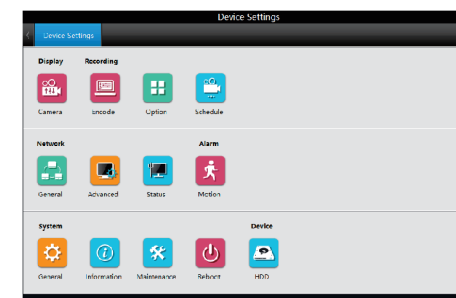 Device Settings
Device Settings
Display Recording
Camera Encode Option Schedule
Network Alarm
General Advanced Status Motion
System Device
General Information Maintenance Reboot HDD